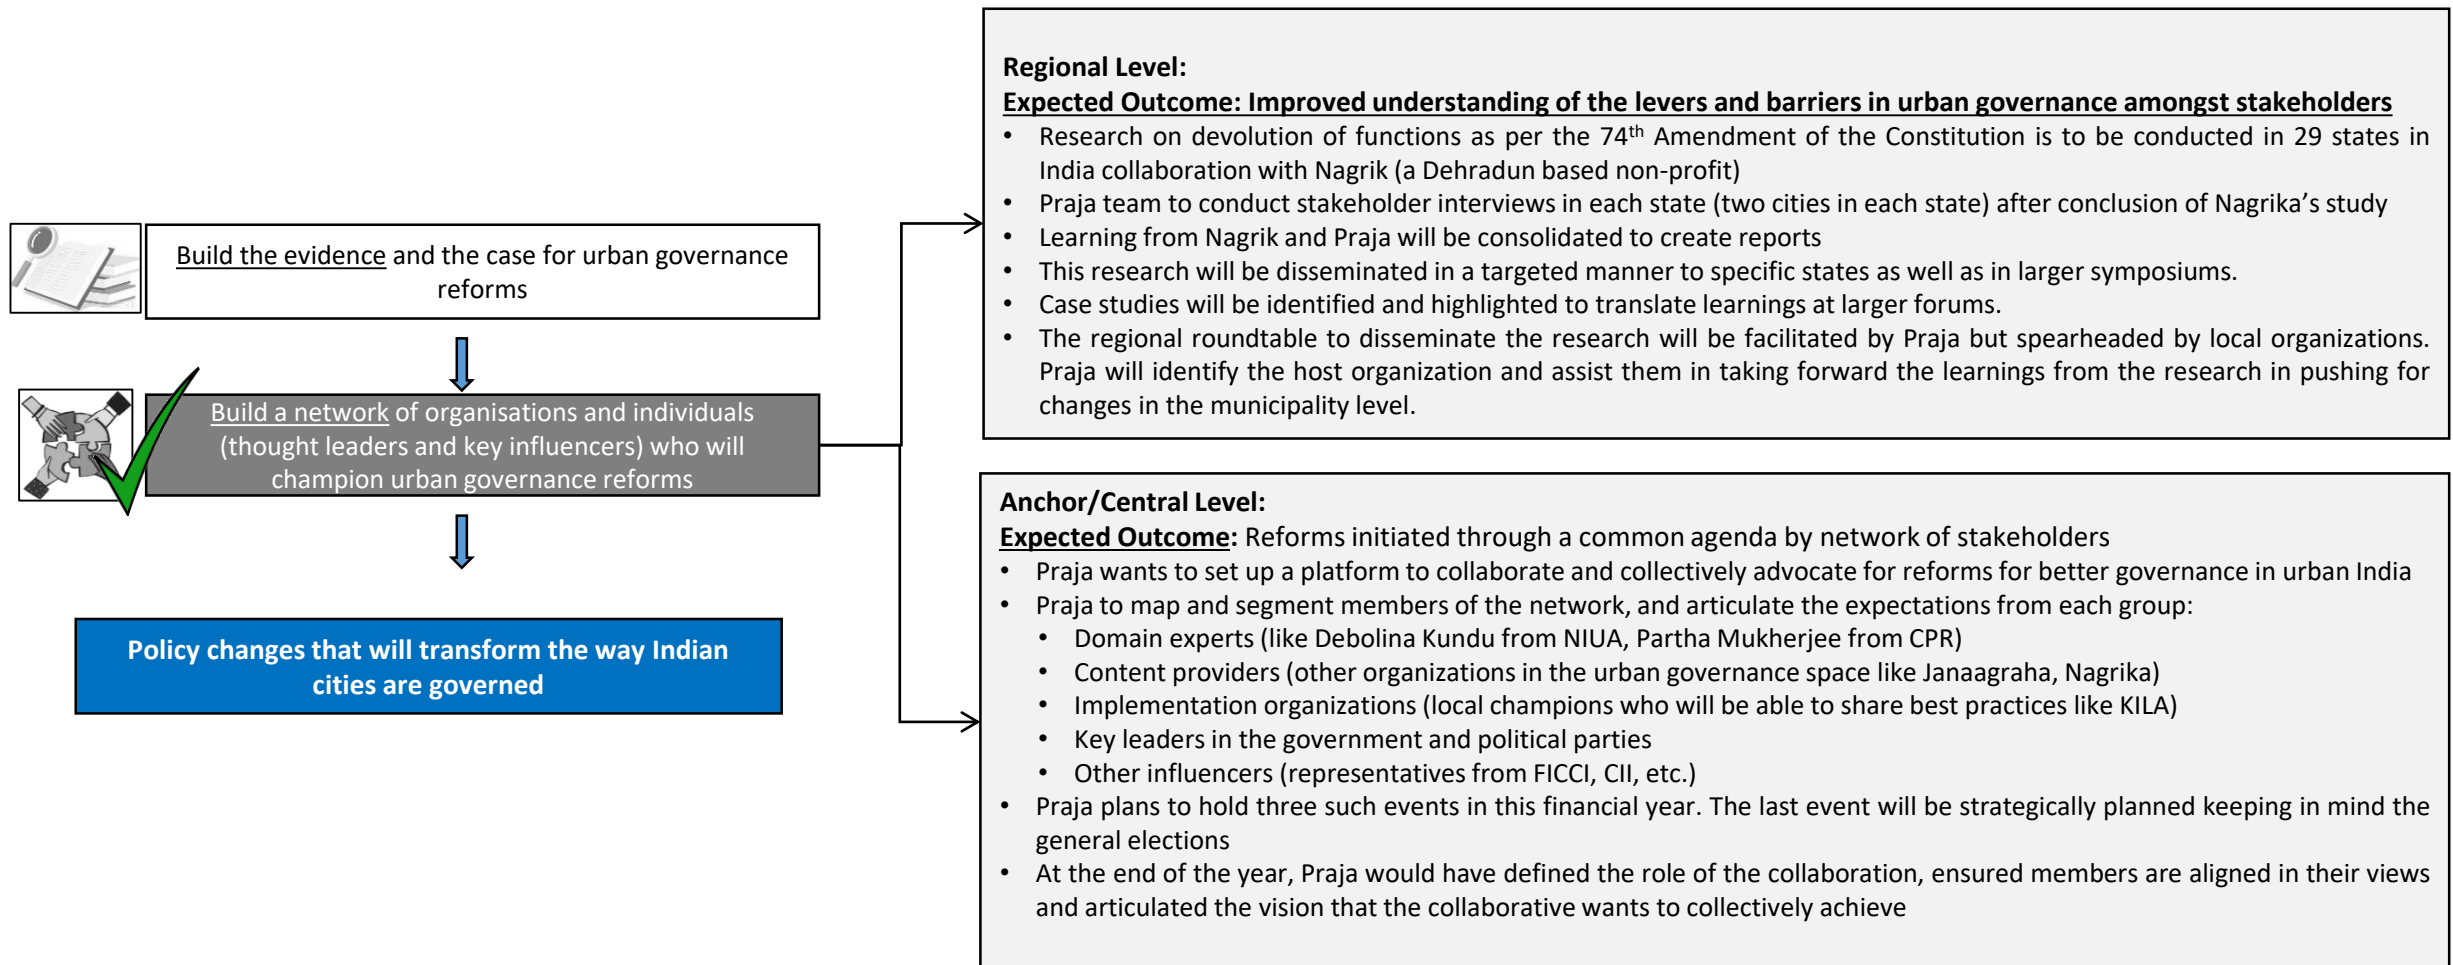 Build the evidence and the case for urban governance
reforms
Build a network of organisations and individuals
(thought leaders and key influencers) who will
champion urban governance reforms
Policy changes that will transform the way Indian
cities are governed
Regional Level:
Expected Outcome: Improved understanding of the levers and barriers in urban governance amongst stakeholders
• Research on devolution of functions as per the 74th Amendment of the Constitution is to be conducted in 29 states in
India collaboration with Nagrik (a Dehradun based non-profit)
• Praja team to conduct stakeholder interviews in each state (two cities in each state) after conclusion of Nagrika’s study
• Learning from Nagrik and Praja will be consolidated to create reports
• This research will be disseminated in a targeted manner to specific states as well as in larger symposiums.
• Case studies will be identified and highlighted to translate learnings at larger forums.
• The regional roundtable to disseminate the research will be facilitated by Praja but spearheaded by local organizations.
Praja will identify the host organization and assist them in taking forward the learnings from the research in pushing for
changes in the municipality level.
Anchor/Central Level:
Expected Outcome: Reforms initiated through a common agenda by network of stakeholders
• Praja wants to set up a platform to collaborate and collectively advocate for reforms for better governance in urban India
• Praja to map and segment members of the network, and articulate the expectations from each group:
• Domain experts (like Debolina Kundu from NIUA, Partha Mukherjee from CPR)
• Content providers (other organizations in the urban governance space like Janaagraha, Nagrika)
• Implementation organizations (local champions who will be able to share best practices like KILA)
• Key leaders in the government and political parties
• Other influencers (representatives from FICCI, CII, etc.)
• Praja plans to hold three such events in this financial year. The last event will be strategically planned keeping in mind the
general elections
• At the end of the year, Praja would have defined the role of the collaboration, ensured members are aligned in their views
and articulated the vision that the collaborative wants to collectively achieve